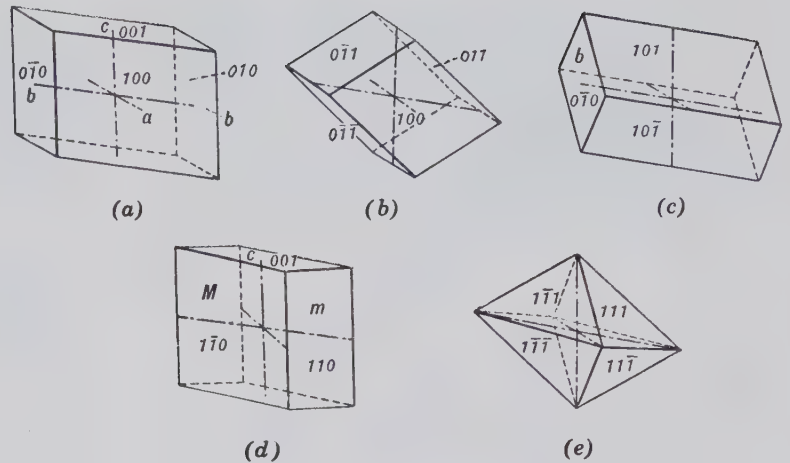 c 001
01̄0 100 010
b a b
(a)
01̄1 011̄
100
01̄1̄
(b)
b 101
01̄0
101̄
(c)
c 001
M m
11̄0 110
(d)
11̄1 111
11̄1̄ 111̄
(e)